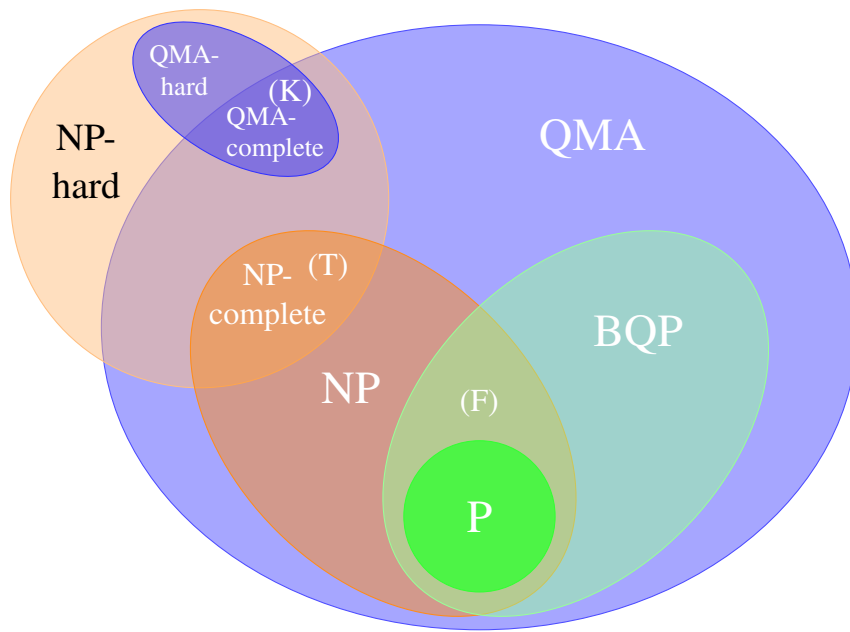 QMA-
hard
(K)
QMA-
complete
NP-
hard
QMA
NP-
(T)
complete
BQP
NP
(F)
P